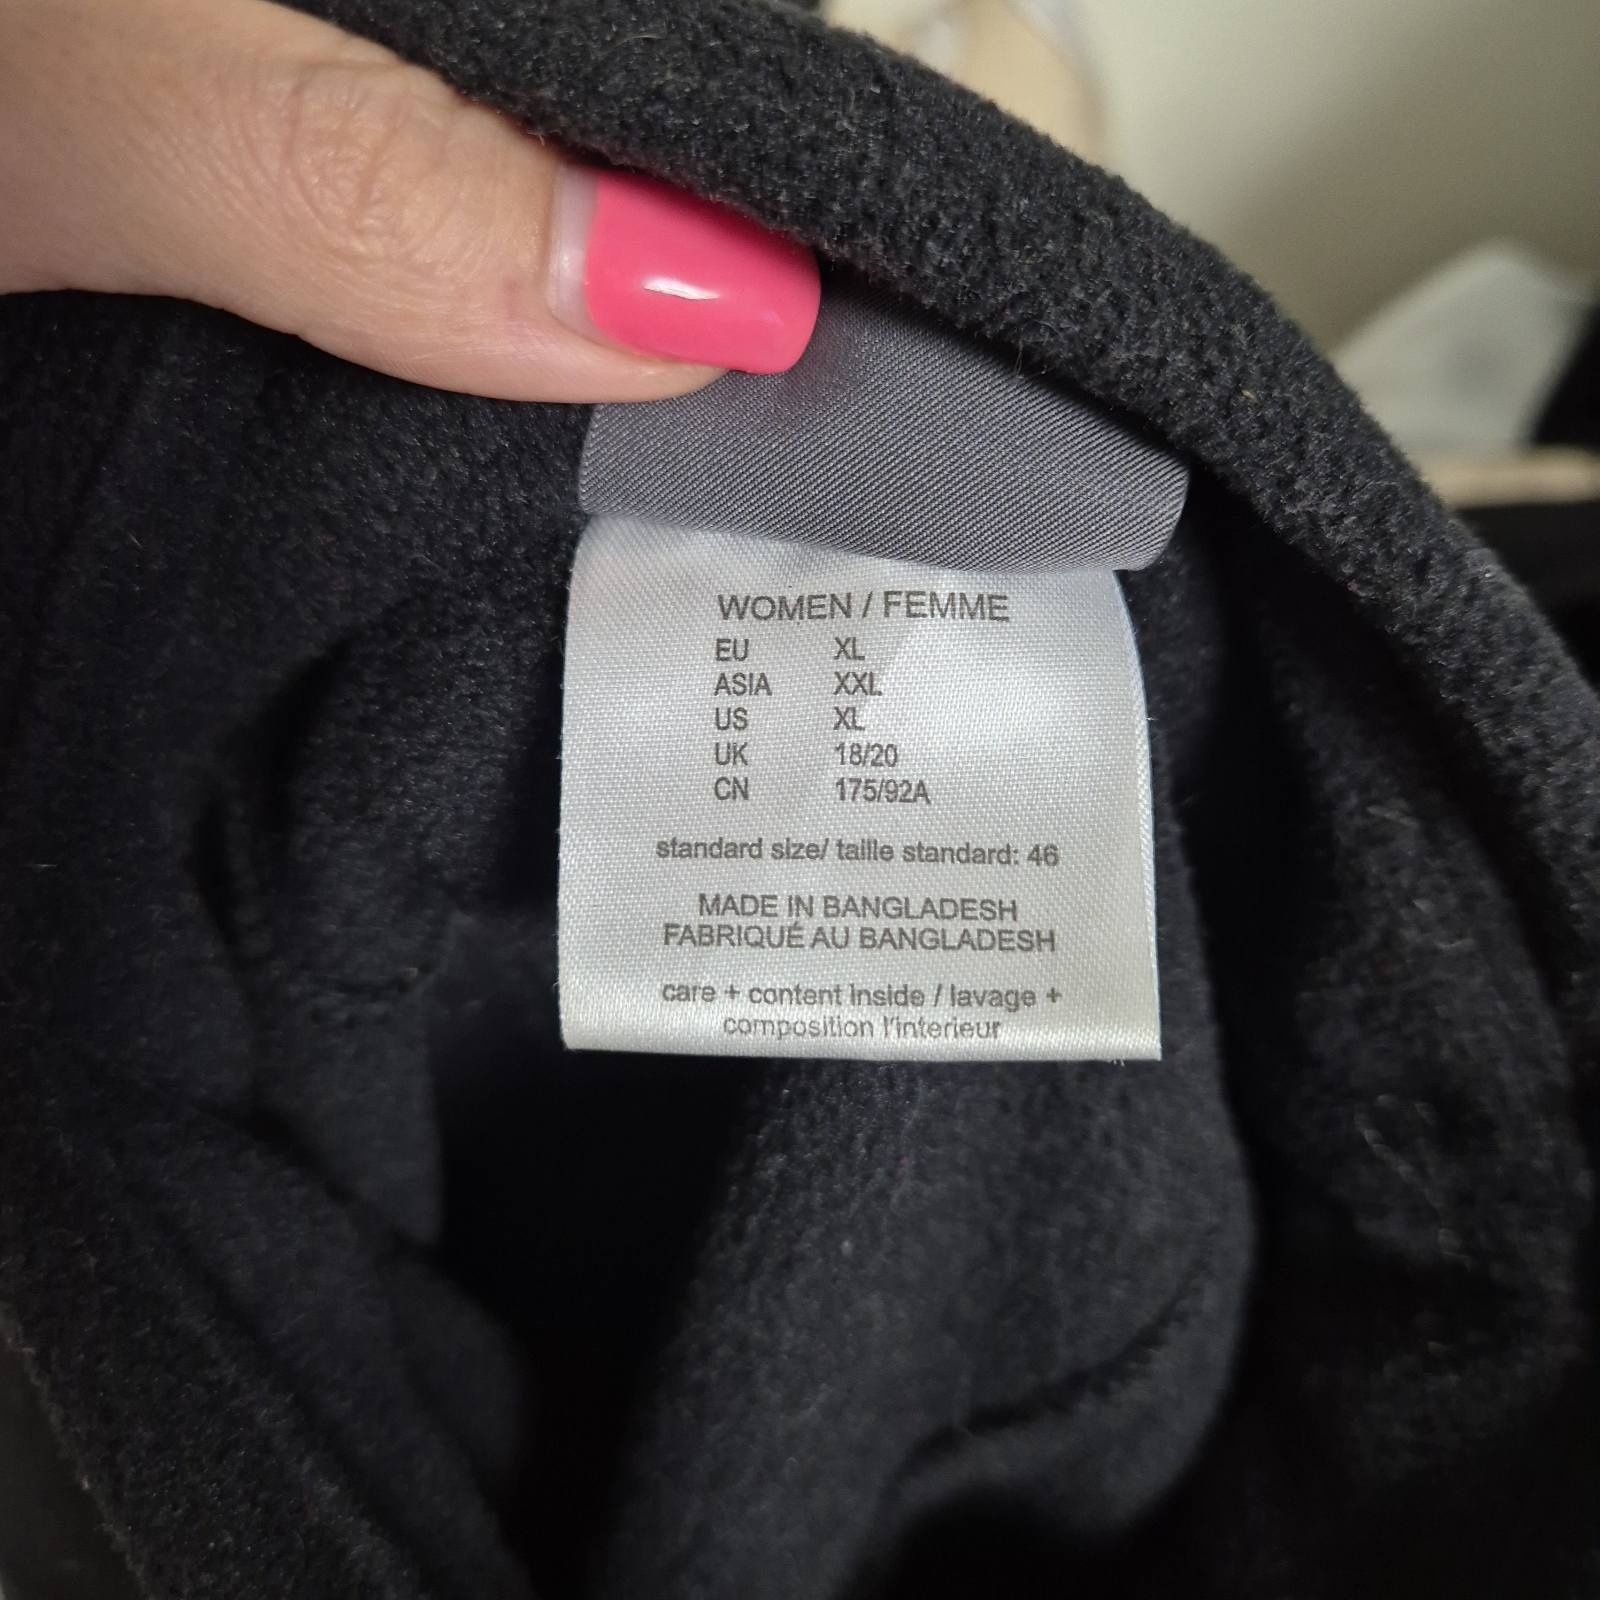 WOMEN / FEMME
EU XL
ASIA XXL
US XL
UK 18/20
CN 175/92A
standard size/ taille standard: 46
MADE IN BANGLADESH
FABRIQUÉ AU BANGLADESH
care + content inside / lavage +
composition l'interieur